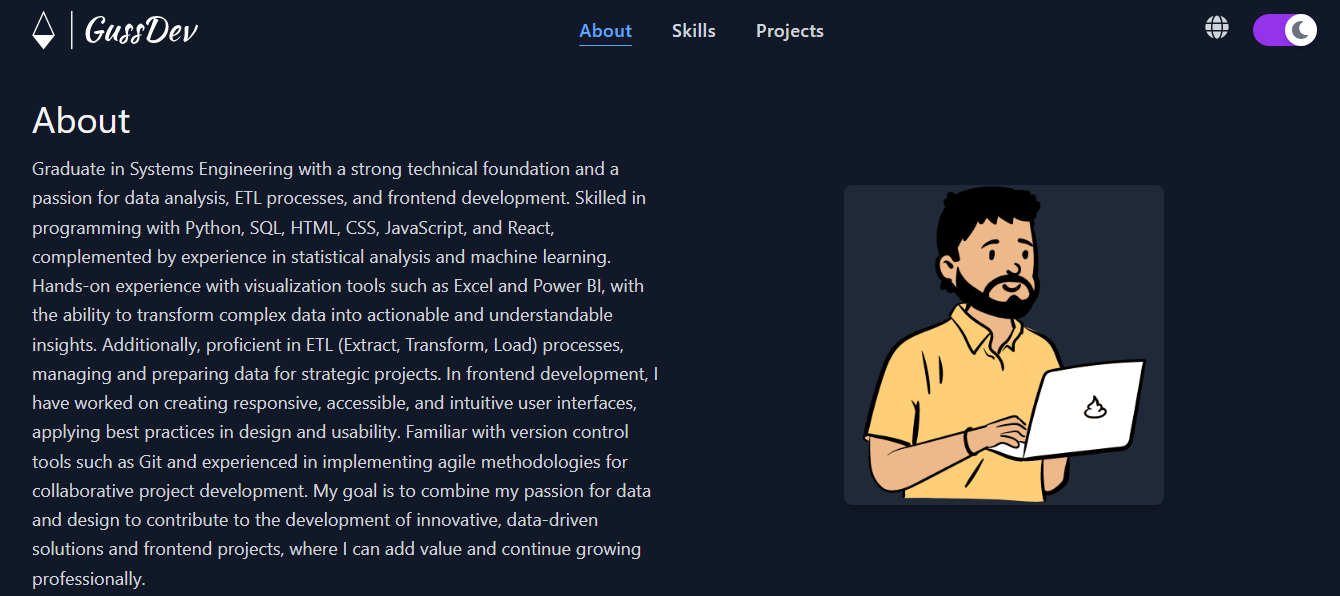 GussDev
About
Skills
Projects
About
Graduate in Systems Engineering with a strong technical foundation and a
passion for data analysis, ETL processes, and frontend development. Skilled in
programming with Python, SQL, HTML, CSS, JavaScript, and React,
complemented by experience in statistical analysis and machine learning.
Hands-on experience with visualization tools such as Excel and Power BI, with
the ability to transform complex data into actionable and understandable
insights. Additionally, proficient in ETL (Extract, Transform, Load) processes,
managing and preparing data for strategic projects. In frontend development, I
have worked on creating responsive, accessible, and intuitive user interfaces,
applying best practices in design and usability. Familiar with version control
tools such as Git and experienced in implementing agile methodologies for
collaborative project development. My goal is to combine my passion for data
and design to contribute to the development of innovative, data-driven
solutions and frontend projects, where I can add value and continue growing
professionally.